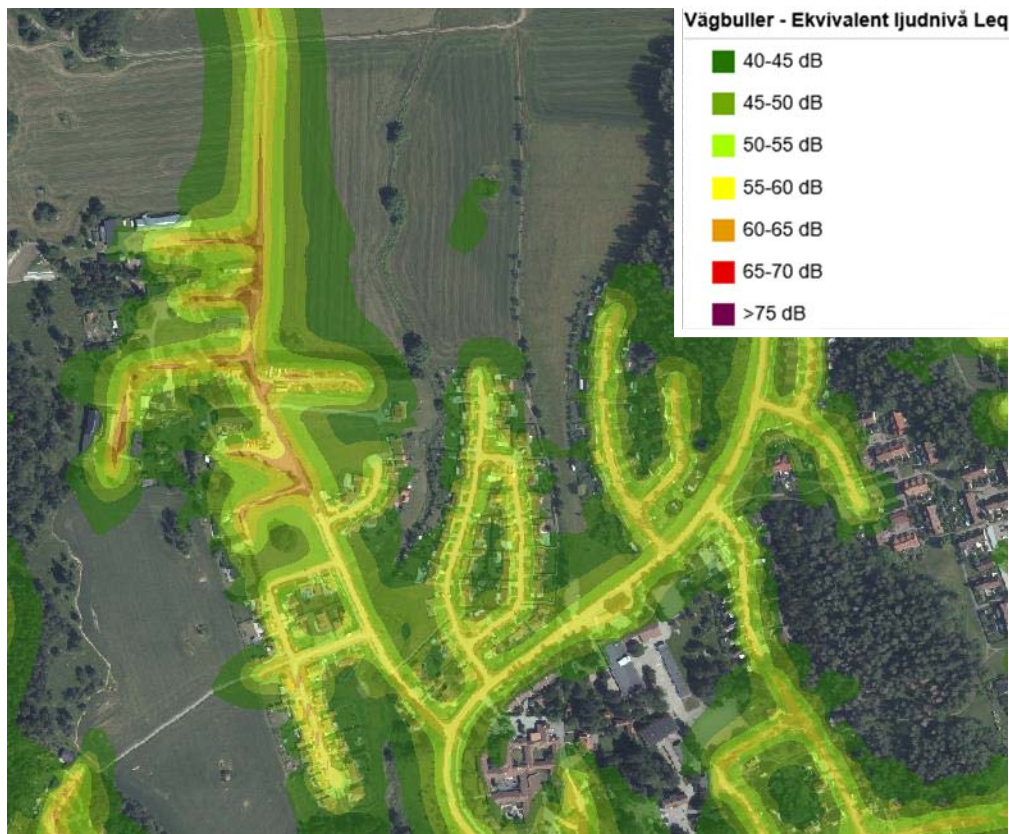 Vägbuller - Ekvivalent ljudnivå Leq
40-45 dB
45-50 dB
50-55 dB
55-60 dB
60-65 dB
65-70 dB
>75 dB